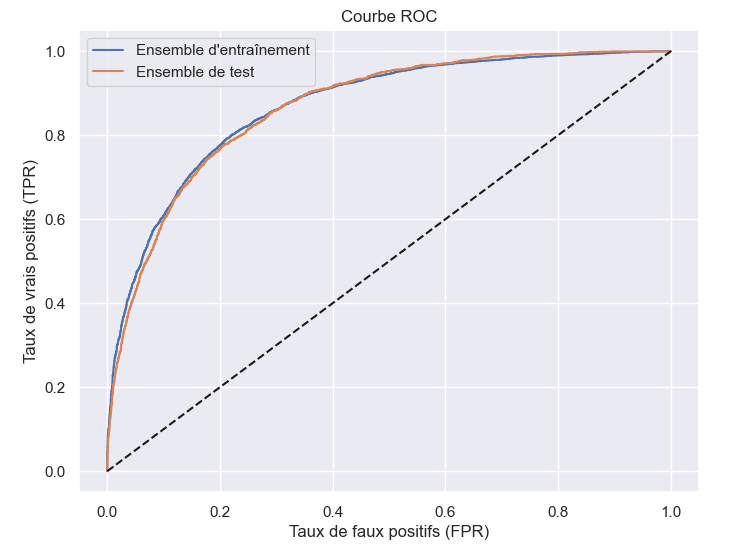 Courbe ROC
Ensemble d'entraînement
Ensemble de test
1.0
0.8
0.6
0.4
0.2
0.0
Taux de vrais positifs (TPR)
0.0 0.2 0.4 0.6 0.8 1.0
Taux de faux positifs (FPR)